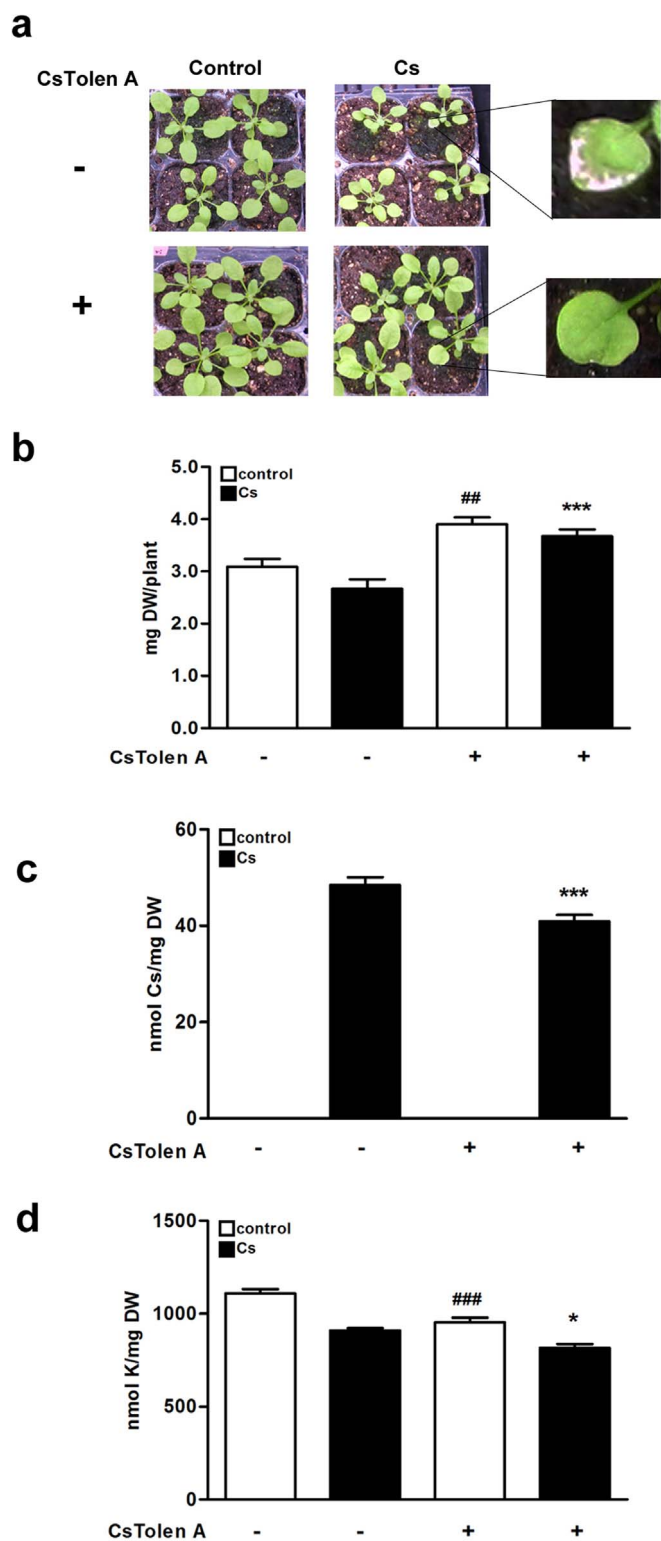 a
CsTolen A
Control
Cs
-
+
b
mg DW/plant
5.0
4.0
3.0
2.0
1.0
0.0
control
Cs
##
***
CsTolen A - - + +
c
nmol Cs/mg DW
60
40
20
0
control
Cs
***
CsTolen A - - + +
d
nmol K/mg DW
1500
1000
500
0
control
Cs
###
*
CsTolen A - - + +